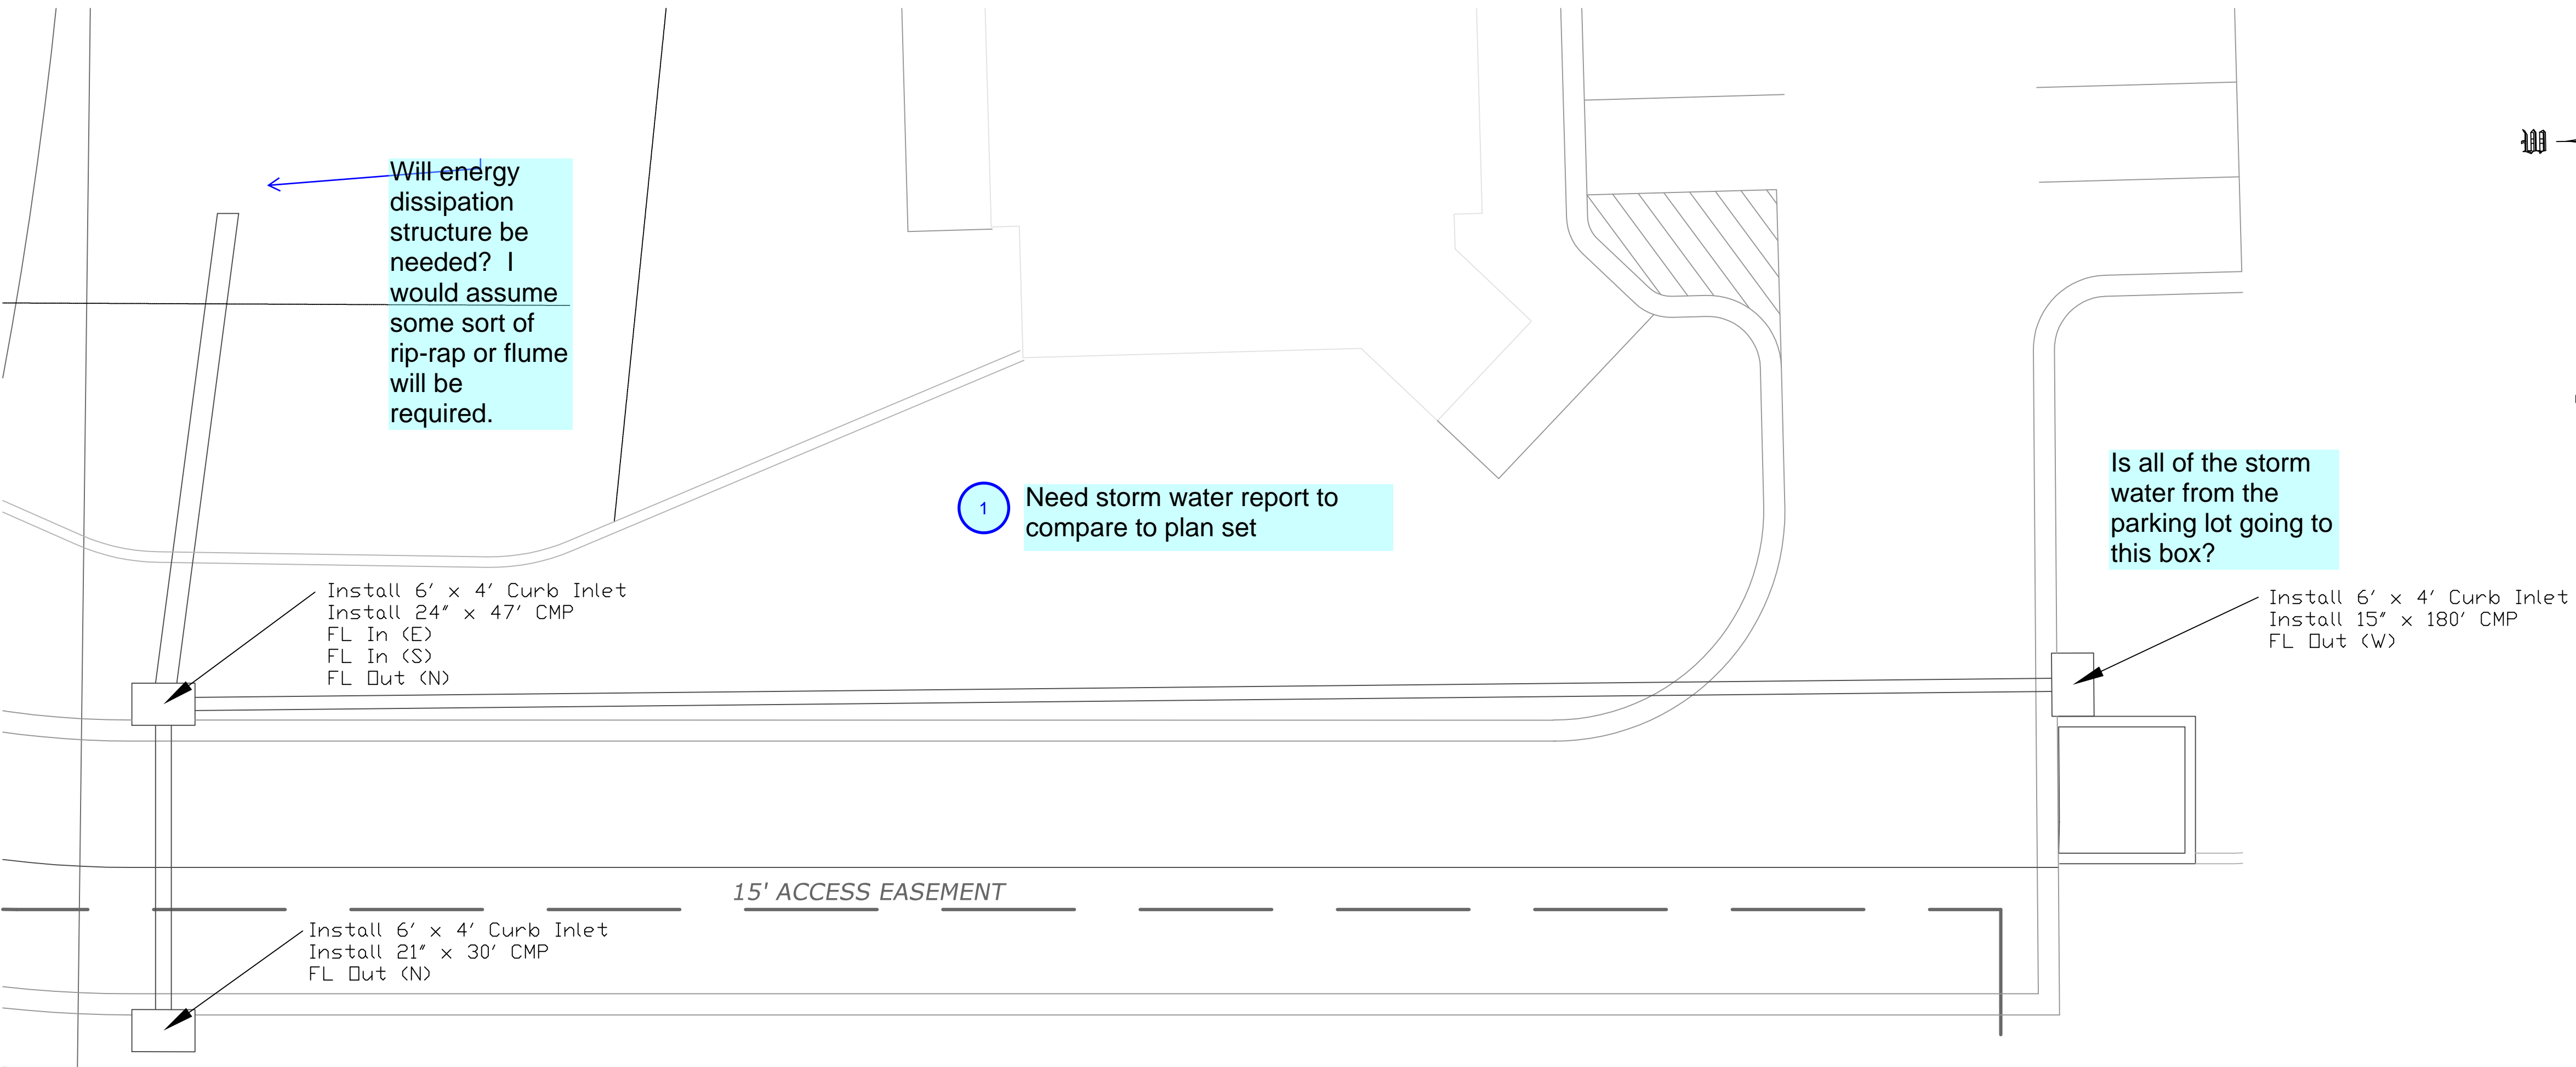 Will energy
dissipation
structure be
needed?  I
would assume
some sort of
rip-rap or flume
will be
required.
1
Need storm water report to
compare to plan set
Is all of the storm
water from the
parking lot going to
this box?
Install 6' x 4' Curb Inlet
Install 24" x 47' CMP
FL In (E)
FL In (S)
FL Out (N)
Install 6' x 4' Curb Inlet
Install 15" x 180' CMP
FL Out (W)
15' ACCESS EASEMENT
Install 6' x 4' Curb Inlet
Install 21" x 30' CMP
FL Out (N)